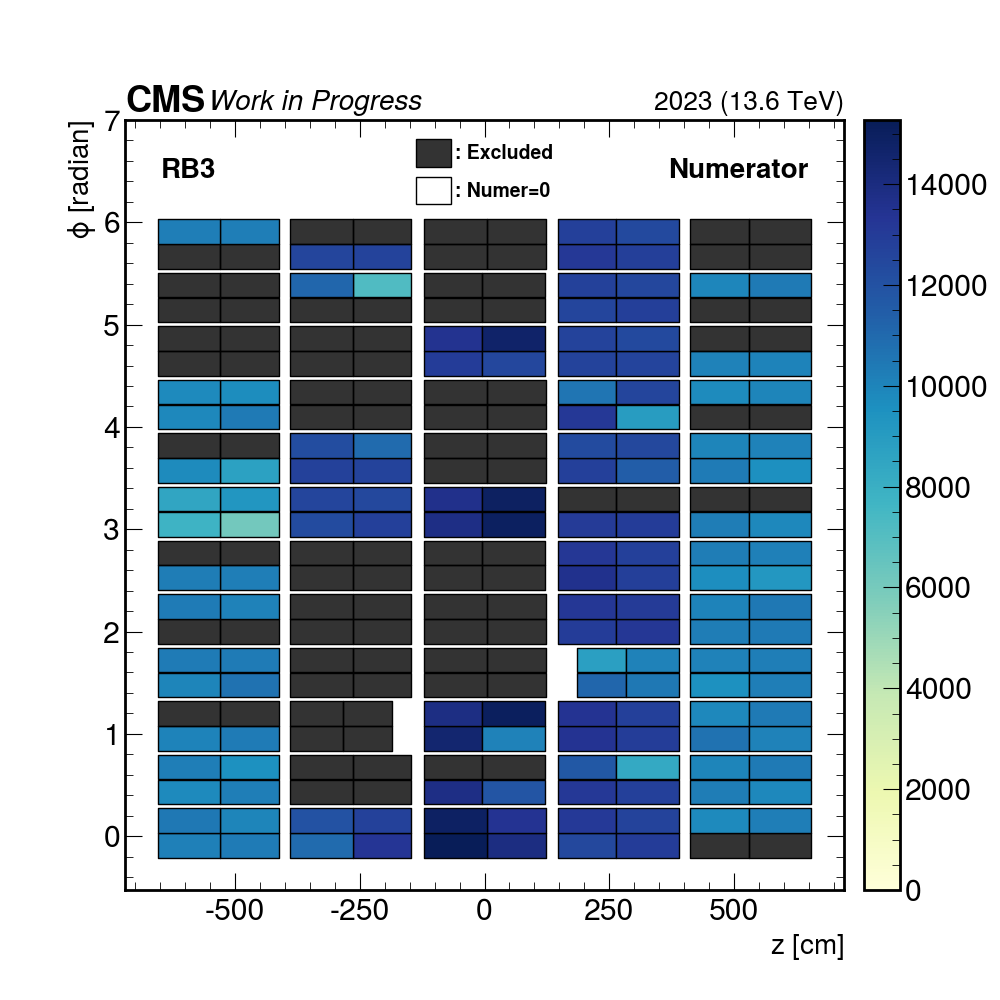 CMS Work in Progress 2023 (13.6 TeV)
ϕ [radian]
RB3
: Excluded
: Numer=0
Numerator
7
6
5
4
3
2
1
0
-500 -250 0 250 500
z [cm]
14000
12000
10000
8000
6000
4000
2000
0